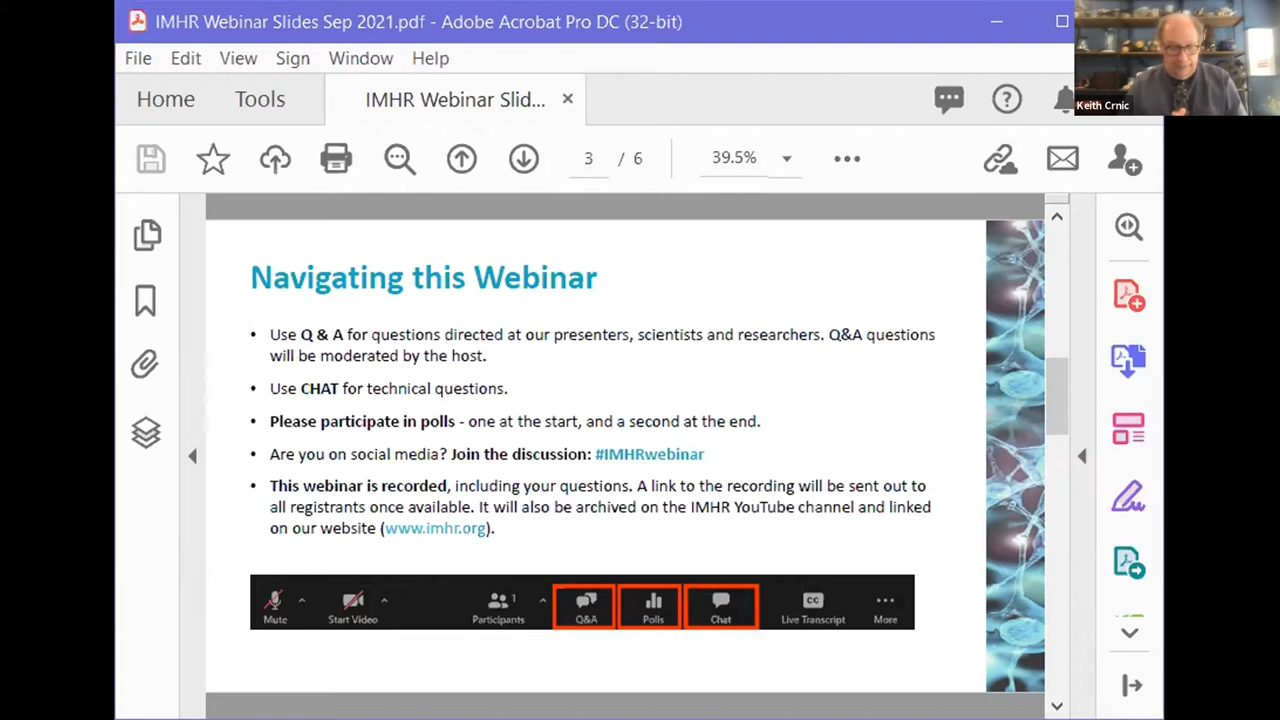 IMHR Webinar Slides Sep 2021.pdf - Adobe Acrobat Pro DC (32-bit)
File Edit View Sign Window Help
Home Tools IMHR Webinar Slid...
3 / 6 39.5%
Keith Crnic
Navigating this Webinar
• Use Q & A for questions directed at our presenters, scientists and researchers. Q&A questions
will be moderated by the host.
• Use CHAT for technical questions.
• Please participate in polls - one at the start, and a second at the end.
• Are you on social media? Join the discussion: #IMHRwebinar
• This webinar is recorded, including your questions. A link to the recording will be sent out to
all registrants once available. It will also be archived on the IMHR YouTube channel and linked
on our website (www.imhr.org).
1 CC
Mute Start Video Participants Q&A Polls Chat Live Transcript More